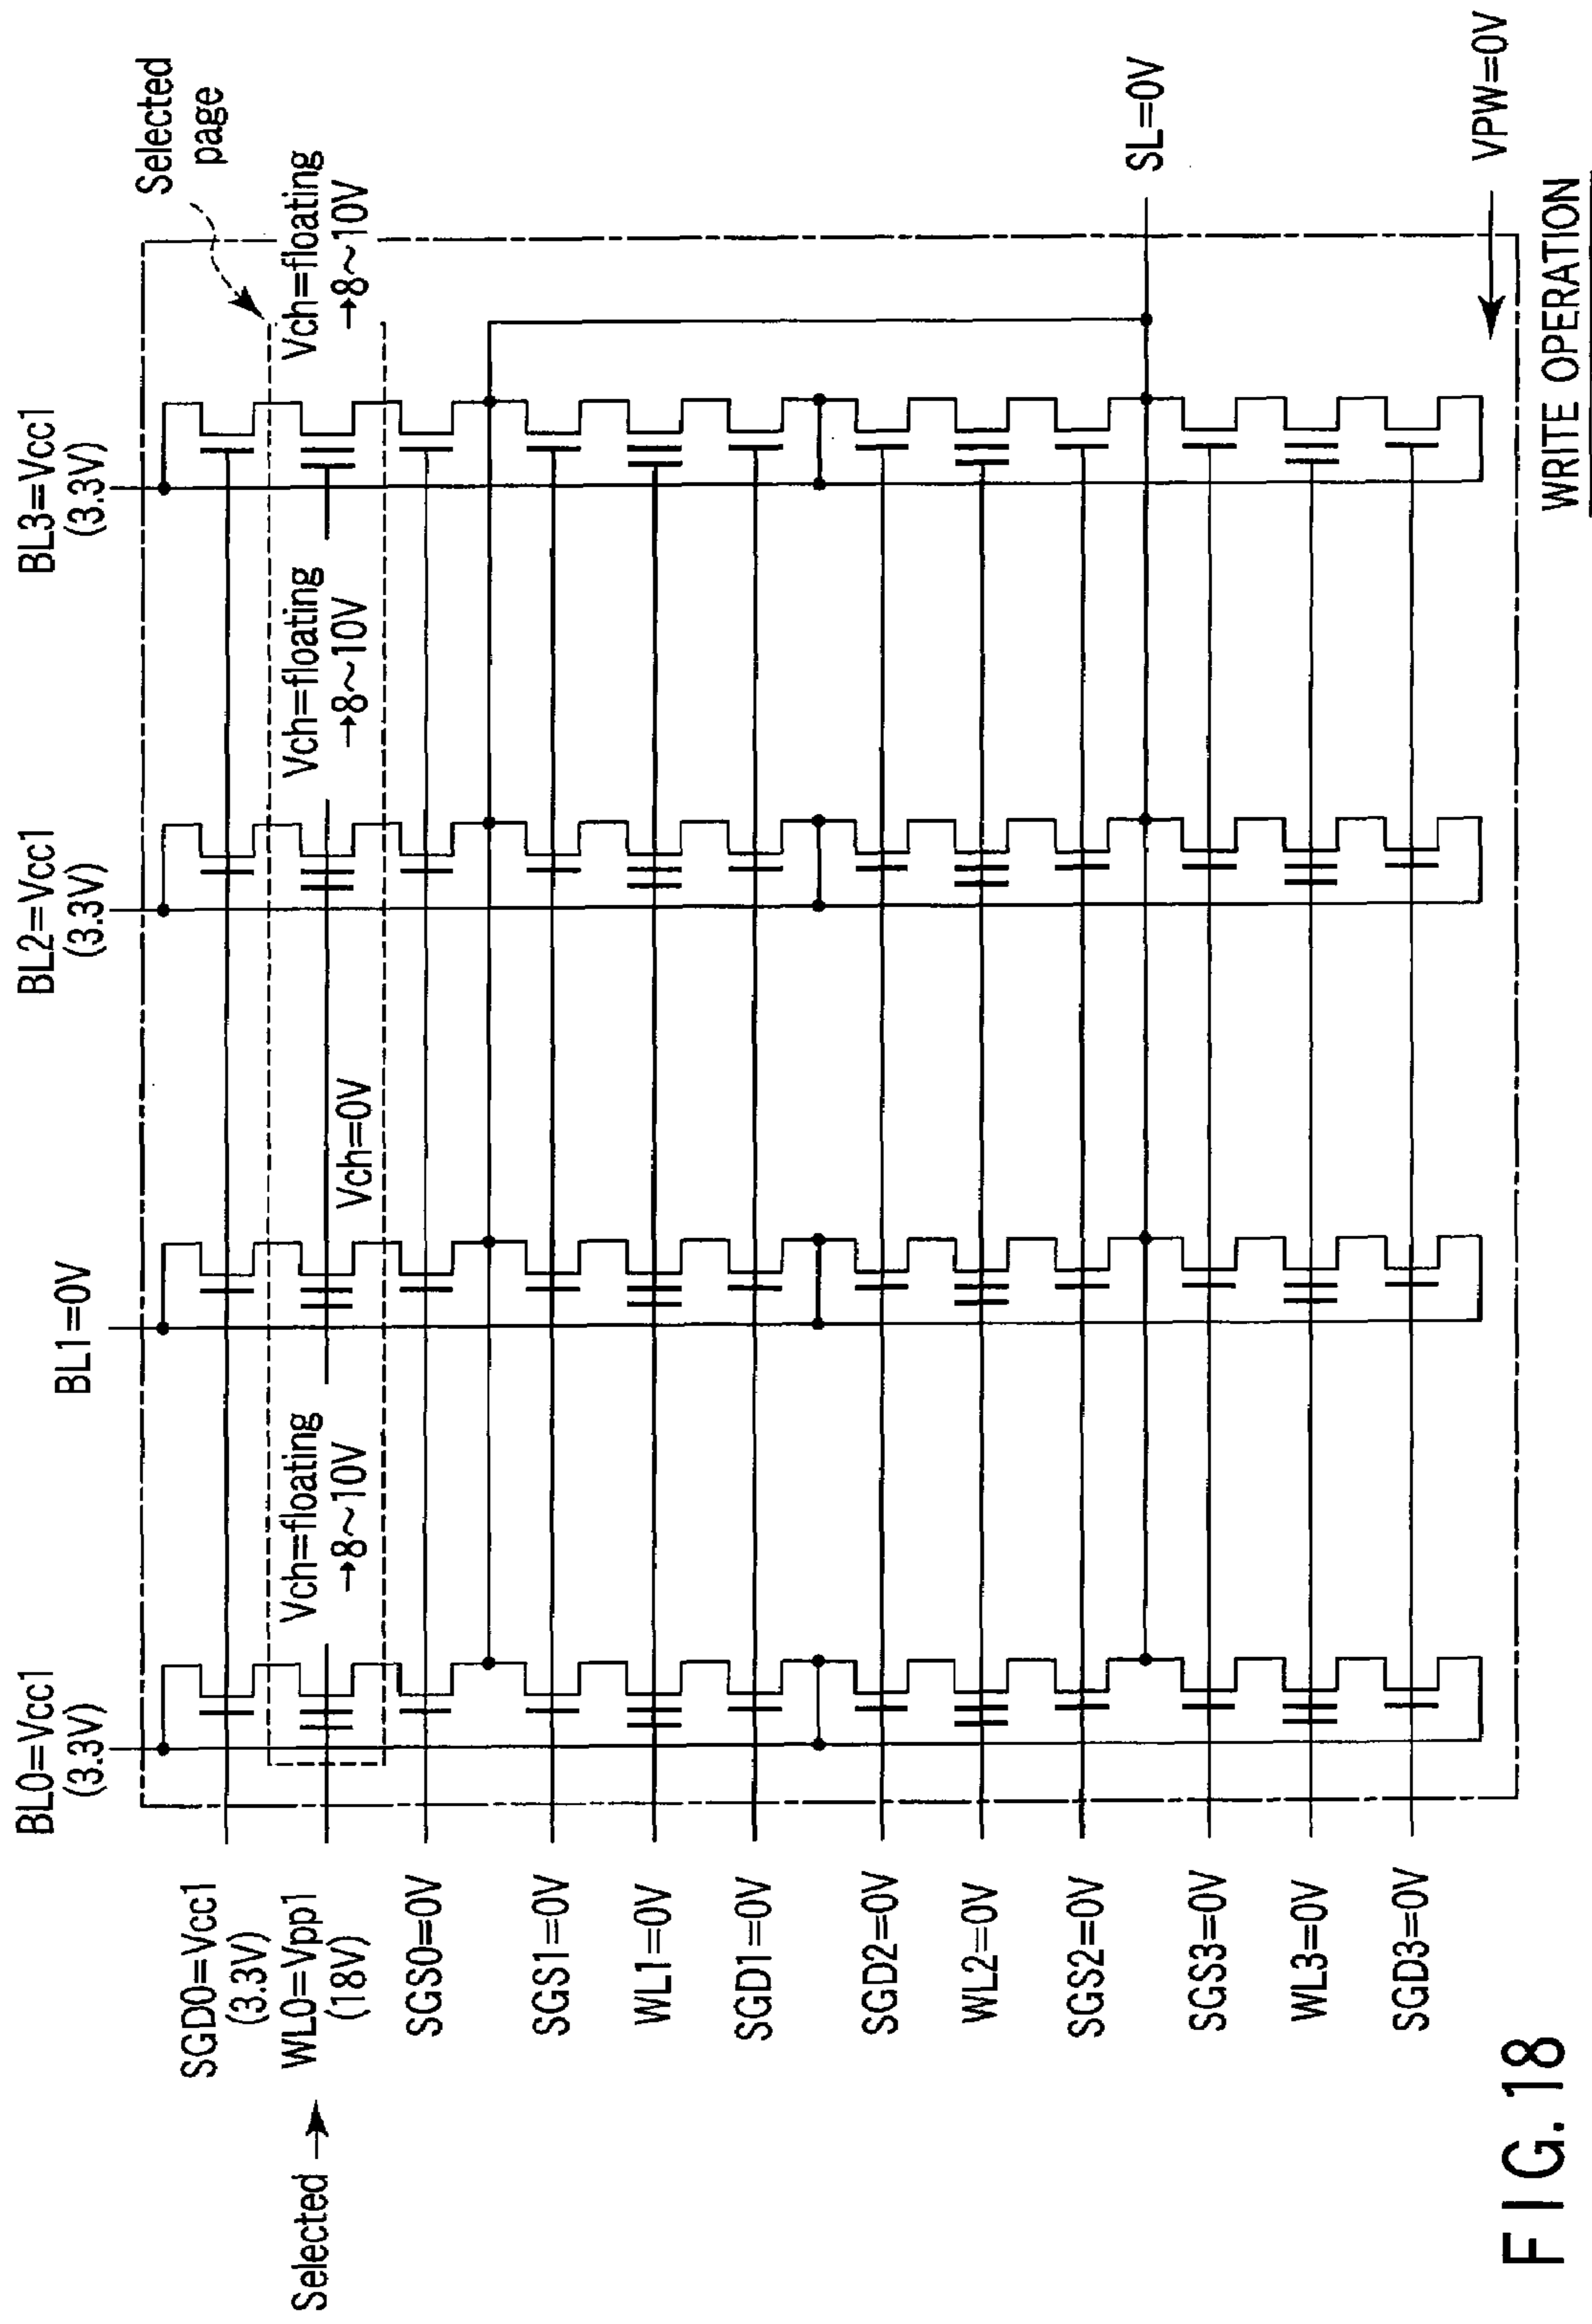 BL0=Vcc1
(3.3V)
BL1=0V
BL2=Vcc1
(3.3V)
BL3=Vcc1
(3.3V)
Selected
page
SGD0=Vcc1
(3.3V)
Selected → WL0=Vpp1
(18V)
Vch=floating
→8~10V
Vch=0V
Vch=floating
→8~10V
Vch=floating
→8~10V
SGS0=0V
SGS1=0V
WL1=0V
SGD1=0V
SGD2=0V
WL2=0V
SGS2=0V
SL=0V
SGS3=0V
WL3=0V
SGD3=0V
VPW=0V
WRITE OPERATION
FIG. 18